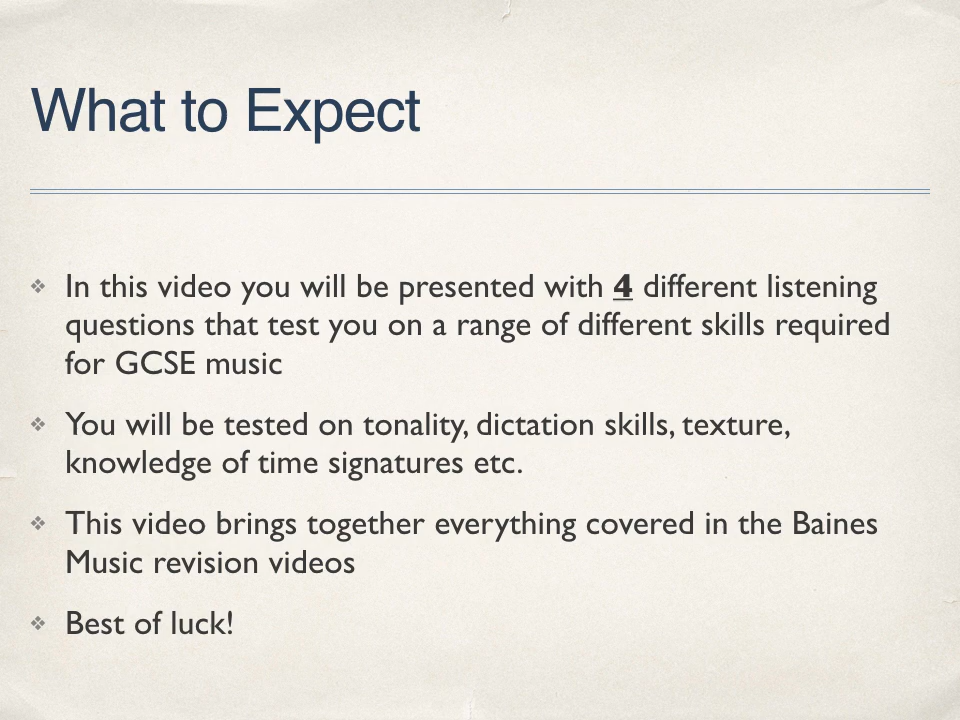 What to Expect
In this video you will be presented with 4 different listening
questions that test you on a range of different skills required
for GCSE music
You will be tested on tonality, dictation skills, texture,
knowledge of time signatures etc.
This video brings together everything covered in the Baines
Music revision videos
Best of luck!